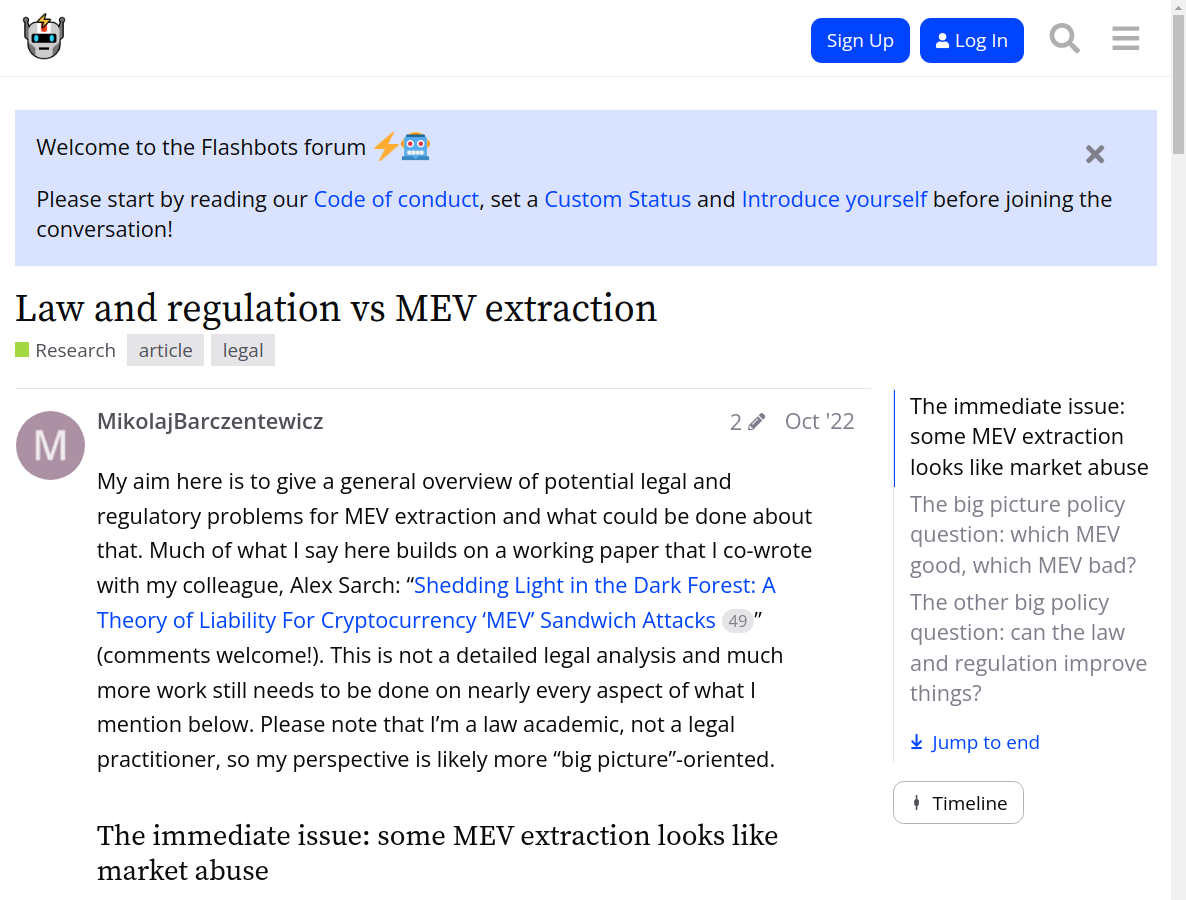 Sign Up
Log In
Welcome to the Flashbots forum
Please start by reading our Code of conduct, set a Custom Status and Introduce yourself before joining the
conversation!
Law and regulation vs MEV extraction
Research article legal
MikolajBarczentewicz 2 Oct '22
My aim here is to give a general overview of potential legal and
regulatory problems for MEV extraction and what could be done about
that. Much of what I say here builds on a working paper that I co-wrote
with my colleague, Alex Sarch: “Shedding Light in the Dark Forest: A
Theory of Liability For Cryptocurrency ‘MEV’ Sandwich Attacks 49”
(comments welcome!). This is not a detailed legal analysis and much
more work still needs to be done on nearly every aspect of what I
mention below. Please note that I’m a law academic, not a legal
practitioner, so my perspective is likely more “big picture”-oriented.
The immediate issue: some MEV extraction looks like
market abuse
The immediate issue:
some MEV extraction
looks like market abuse
The big picture policy
question: which MEV
good, which MEV bad?
The other big policy
question: can the law
and regulation improve
things?
Jump to end
Timeline
M